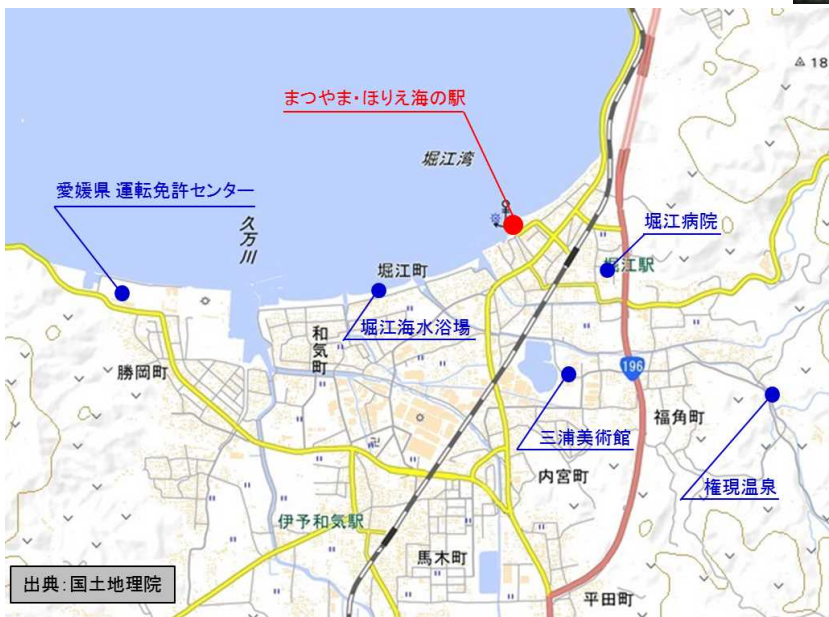 18
まつやま・ほりえ海の駅
堀江湾
愛媛県 運転免許センター
久万川
堀江病院
堀江町
堀江駅
堀江海水浴場
和気町
勝岡町
196
福角町
三浦美術館
内宮町
権現温泉
伊予和気駅
馬木町
出典:国土地理院
平田町